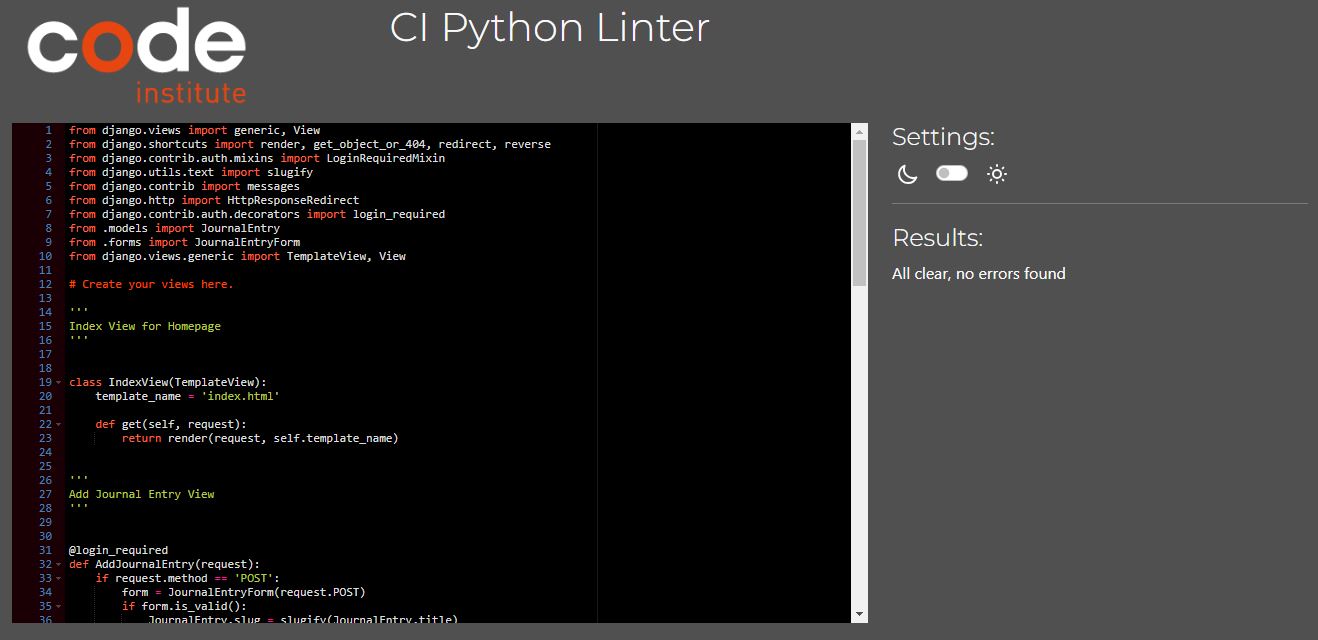 code
institute
CI Python Linter
1 from django.views import generic, View
2 from django.shortcuts import render, get_object_or_404, redirect, reverse
3 from django.contrib.auth.mixins import LoginRequiredMixin
4 from django.utils.text import slugify
5 from django.contrib import messages
6 from django.http import HttpResponseRedirect
7 from django.contrib.auth.decorators import login_required
8 from .models import JournalEntry
9 from .forms import JournalEntryForm
10 from django.views.generic import TemplateView, View
11
12 # Create your views here.
13
14 '''
15 Index View for Homepage
16 '''
17
18
19 class IndexView(TemplateView):
20     template_name = 'index.html'
21
22     def get(self, request):
23         return render(request, self.template_name)
24
25
26 '''
27 Add Journal Entry View
28 '''
29
30
31 @login_required
32 def AddJournalEntry(request):
33     if request.method == 'POST':
34         form = JournalEntryForm(request.POST)
35         if form.is_valid():
36             JournalEntry.slug = slugify(JournalEntry.title)
Settings:
Results:
All clear, no errors found